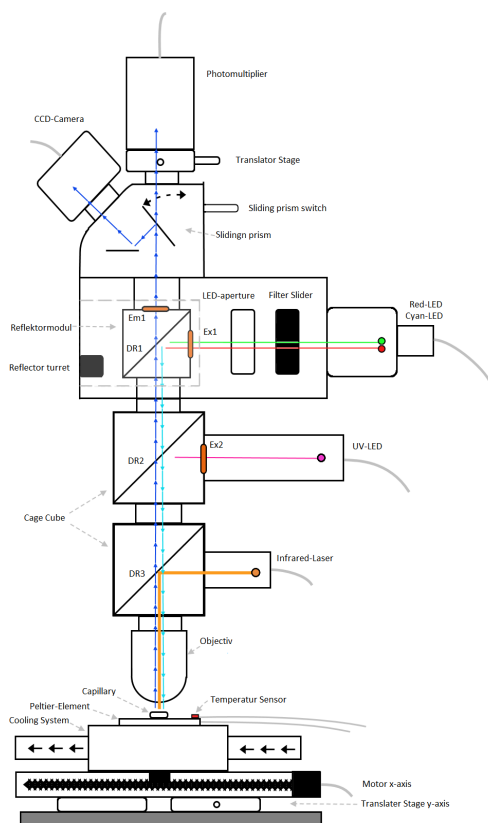 Photomultiplier
CCD-Camera
Translator Stage
Sliding prism switch
Slidingn prism
LED-aperture
Filter Slider
Red-LED
Cyan-LED
Em1
Ex1
Reflektormodul
DR1
Reflector turret
Ex2
UV-LED
DR2
Cage Cube
Infrared-Laser
DR3
Objectiv
Capillary
Temperatur Sensor
Peltier-Element
Cooling System
Motor x-axis
Translater Stage y-axis